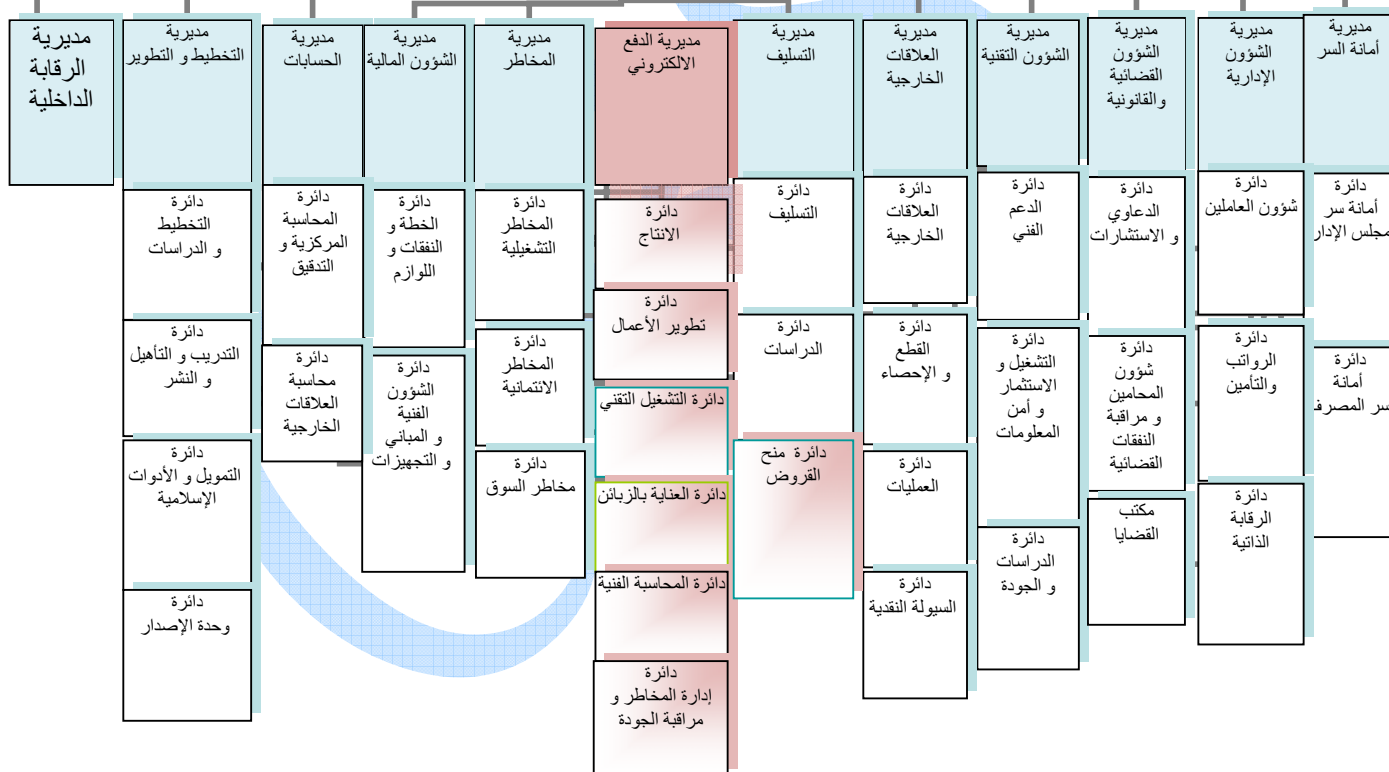 مديرية
أمانة السر
دائرة
أمانة سر
مجلس الإدار
دائرة
أمانة
سر المصرف
مديرية
الشؤون
الإدارية
دائرة
شؤون العاملين
دائرة
الرواتب
والتأمين
دائرة
الرقابة
الذاتية
مديرية
الشؤون
القضائية
والقانونية
دائرة
الدعاوي
و الاستشارات
دائرة
شؤون
المحامين
و مراقبة
النفقات
القضائية
مكتب
القضايا
مديرية
الشؤون التقنية
دائرة
الدعم
الفني
دائرة
التشغيل و
الاستثمار
و أمن
المعلومات
دائرة
الدراسات
و الجودة
مديرية
العلاقات
الخارجية
دائرة
العلاقات
الخارجية
دائرة
القطع
و الإحصاء
دائرة
العمليات
دائرة
السيولة النقدية
مديرية
التسليف
دائرة
التسليف
دائرة
الدراسات
دائرة منح
القروض
مديرية الدفع
الالكتروني
دائرة
الانتاج
دائرة
تطوير الأعمال
دائرة التشغيل التقني
دائرة العناية بالزبائن
دائرة المحاسبة الفنية
دائرة
إدارة المخاطر و
مراقبة الجودة
مديرية
المخاطر
دائرة
المخاطر
التشغيلية
دائرة
المخاطر
الائتمانية
دائرة
مخاطر السوق
مديرية
الشؤون المالية
دائرة
الخطة و
النفقات و
اللوازم
دائرة
الشؤون
الفنية
و المباني
و التجهيزات
مديرية
الحسابات
دائرة
المحاسبة
المركزية و
التدقيق
دائرة
محاسبة
العلاقات
الخارجية
مديرية
التخطيط و التطوير
دائرة
التخطيط
و الدراسات
دائرة
التدريب و التأهيل
و النشر
دائرة
التمويل و الأدوات
الإسلامية
دائرة
وحدة الإصدار
مديرية
الرقابة
الداخلية